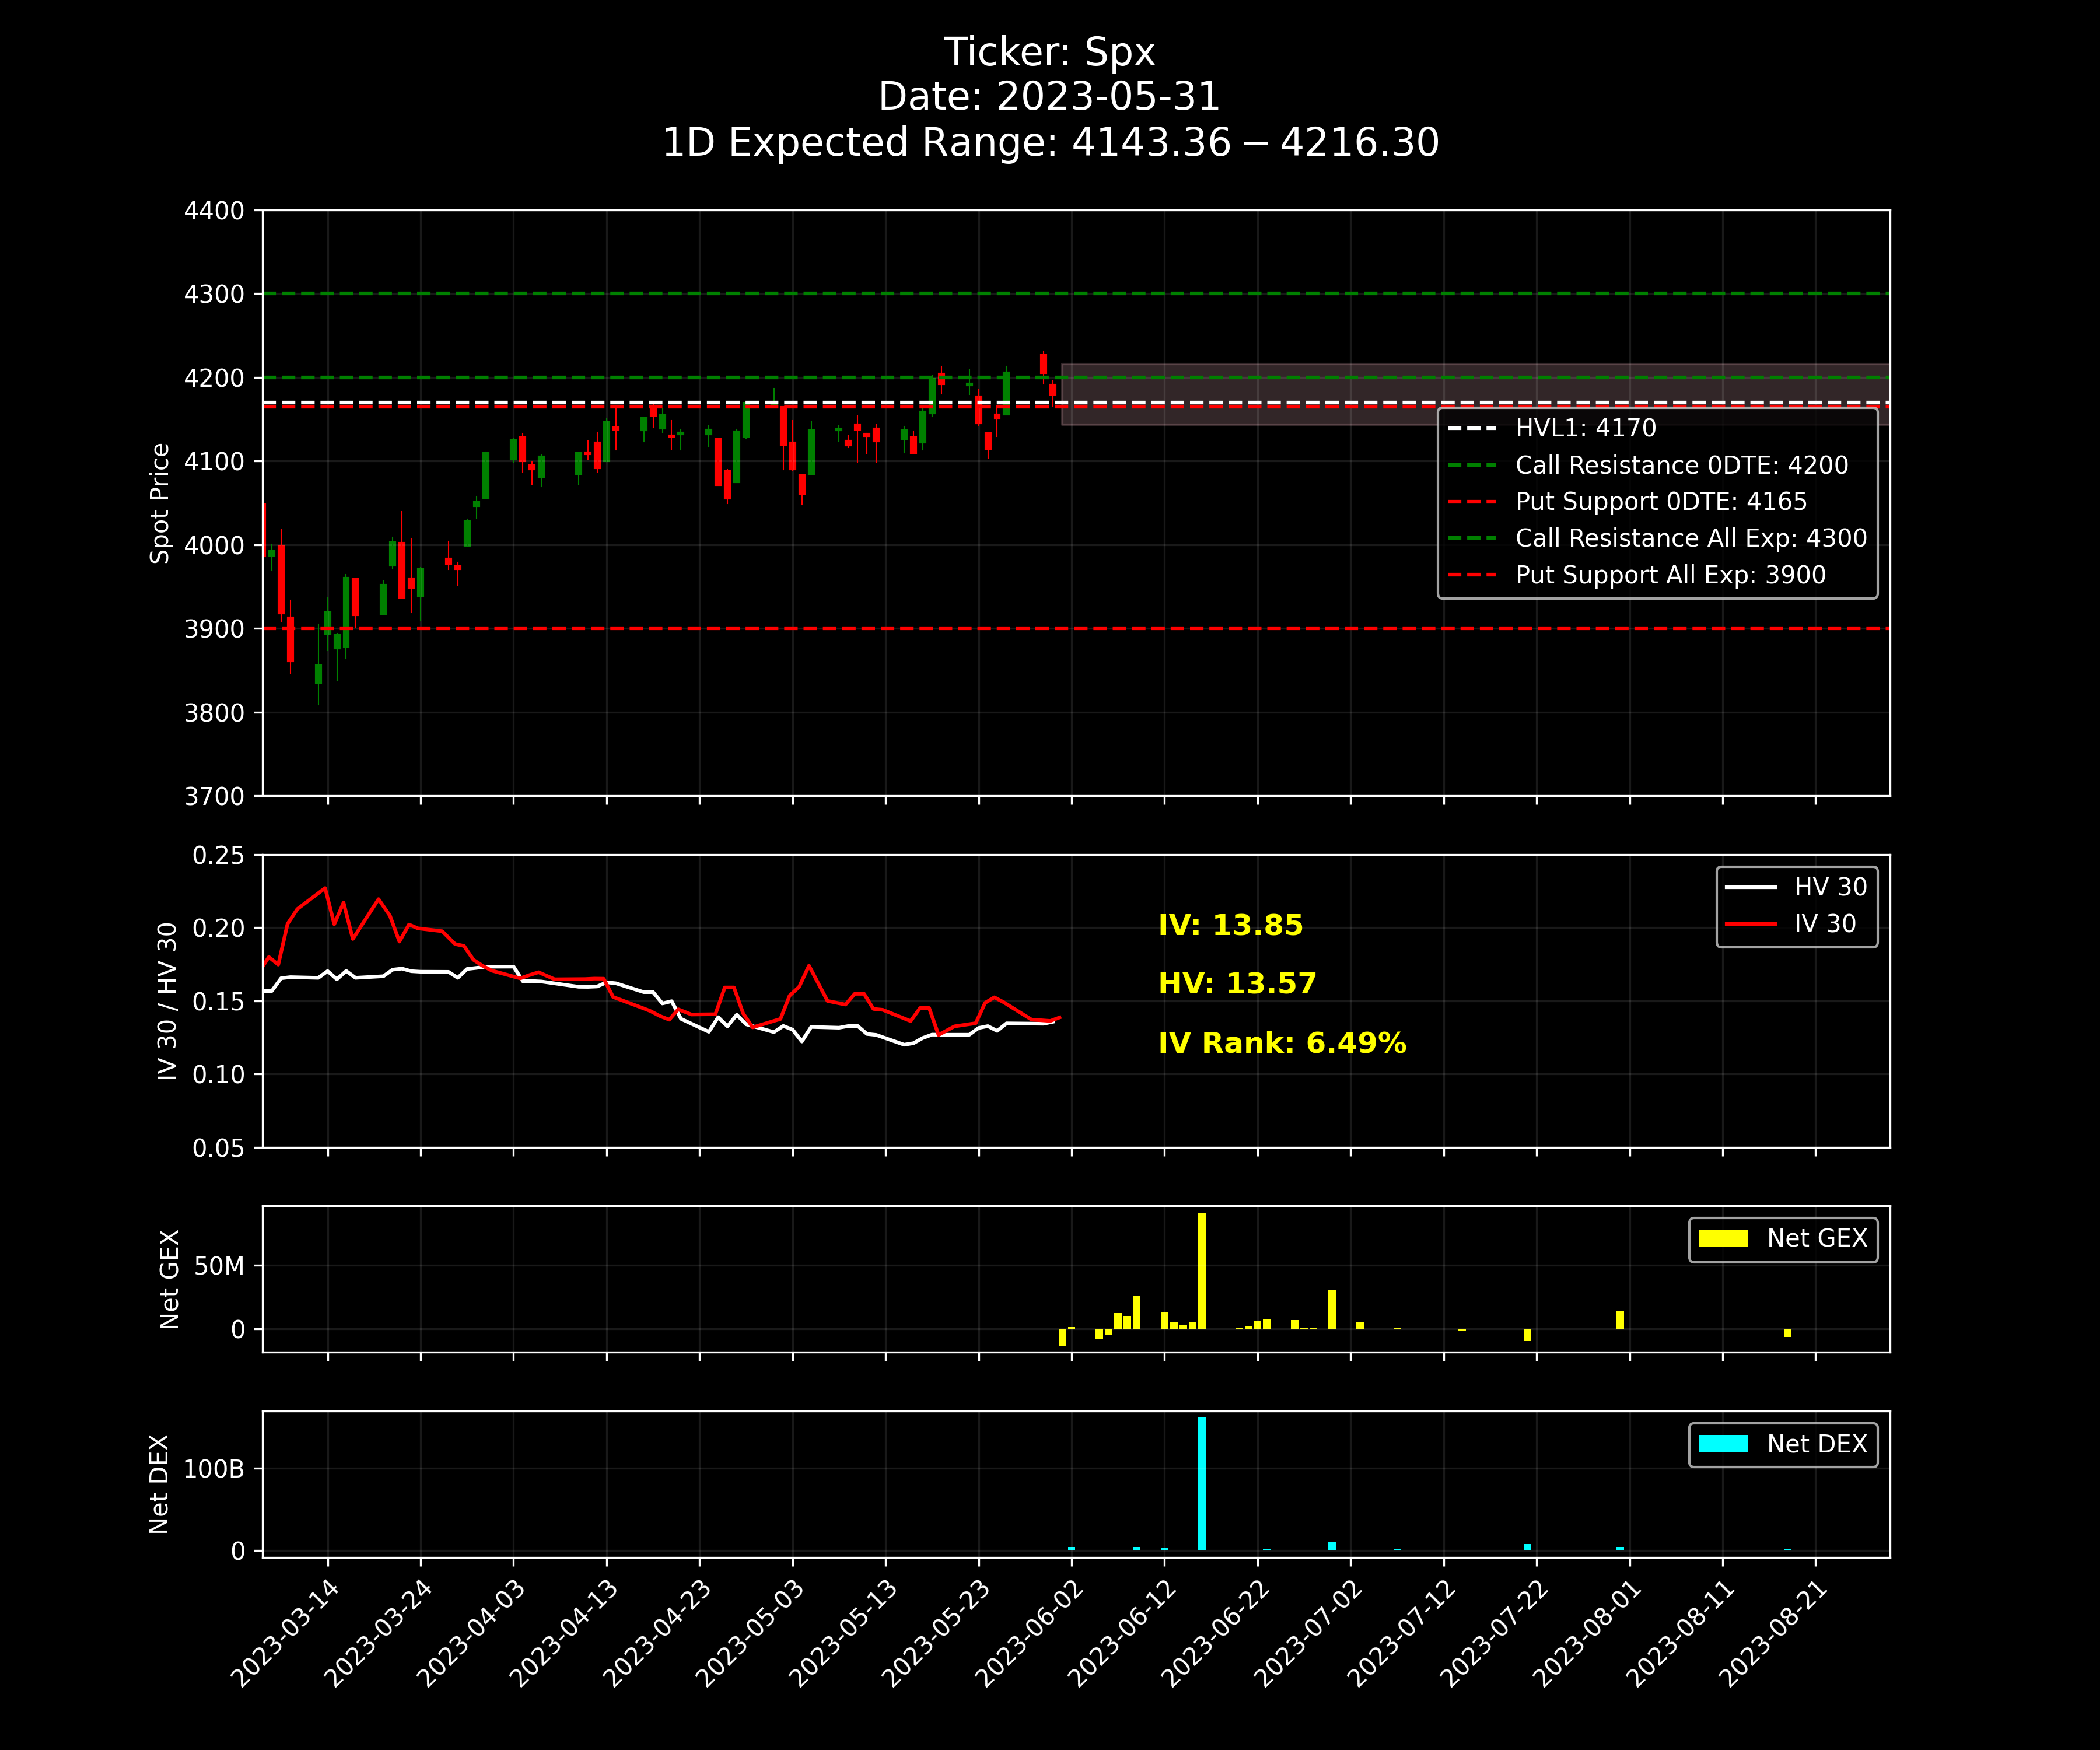 Ticker: Spx
Date: 2023-05-31
1D Expected Range: 4143.36 − 4216.30
4400
4300
4200
4100
4000
3900
3800
3700
Spot Price
HVL1: 4170
Call Resistance 0DTE: 4200
Put Support 0DTE: 4165
Call Resistance All Exp: 4300
Put Support All Exp: 3900
0.25
0.20
0.15
0.10
0.05
IV 30 / HV 30
HV 30
IV 30
IV: 13.85
HV: 13.57
IV Rank: 6.49%
50M
0
Net GEX
Net GEX
100B
0
Net DEX
Net DEX
2023-03-14
2023-03-24
2023-04-03
2023-04-13
2023-04-23
2023-05-03
2023-05-13
2023-05-23
2023-06-02
2023-06-12
2023-06-22
2023-07-02
2023-07-12
2023-07-22
2023-08-01
2023-08-11
2023-08-21